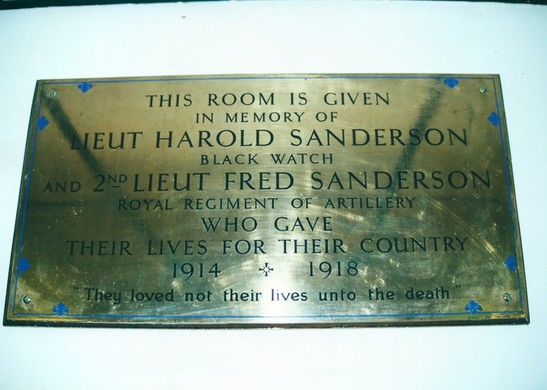 THIS ROOM IS GIVEN
IN MEMORY OF
LIEUT HAROLD SANDERSON
BLACK WATCH
AND 2ND LIEUT FRED SANDERSON
ROYAL REGIMENT OF ARTILLERY
WHO GAVE
THEIR LIVES FOR THEIR COUNTRY
1914 ✣ 1918
"They loved not their lives unto the death"